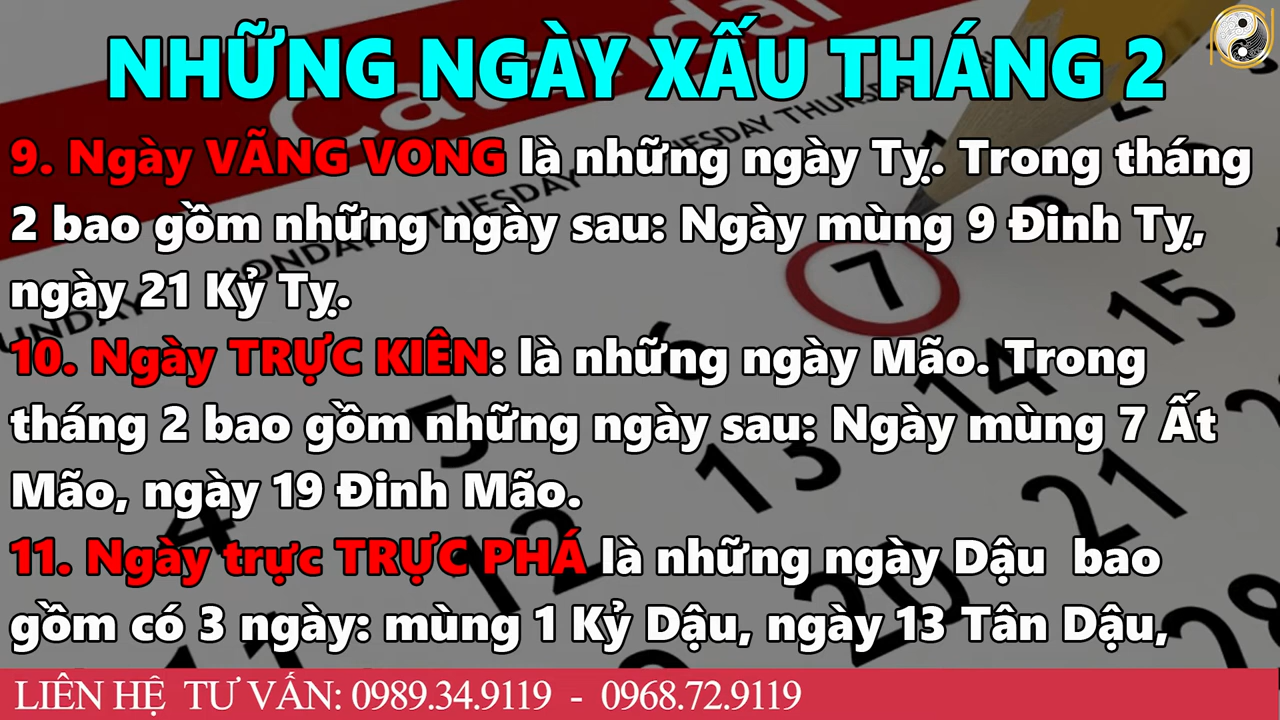 NHỮNG NGÀY XẤU THÁNG 2
9. Ngày VÃNG VONG là những ngày Tỵ. Trong tháng
2 bao gồm những ngày sau: Ngày mùng 9 Đinh Tỵ,
ngày 21 Kỷ Tỵ.
10. Ngày TRỰC KIÊN: là những ngày Mão. Trong
tháng 2 bao gồm những ngày sau: Ngày mùng 7 Ất
Mão, ngày 19 Đinh Mão.
11. Ngày trực TRỰC PHÁ là những ngày Dậu bao
gồm có 3 ngày: mùng 1 Kỷ Dậu, ngày 13 Tân Dậu,
LIÊN HỆ TƯ VẤN: 0989.34.9119 - 0968.72.9119